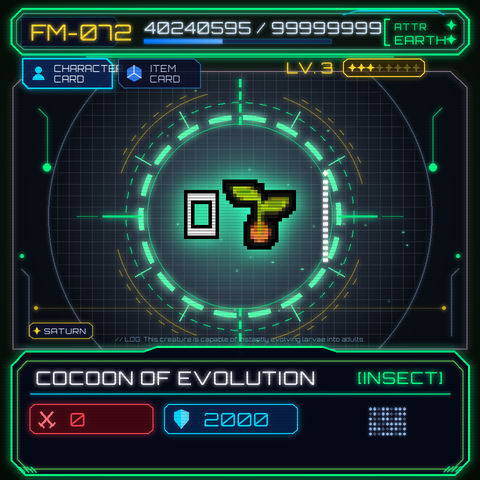 FM-072
40240595 / 99999999
ATTR
EARTH
CHARACTER
CARD
ITEM
CARD
LV. 3
0
SATURN
// LOG: This creature is capable of instantly evolving larvae into adults.
COCOON OF EVOLUTION
[INSECT]
0
2000